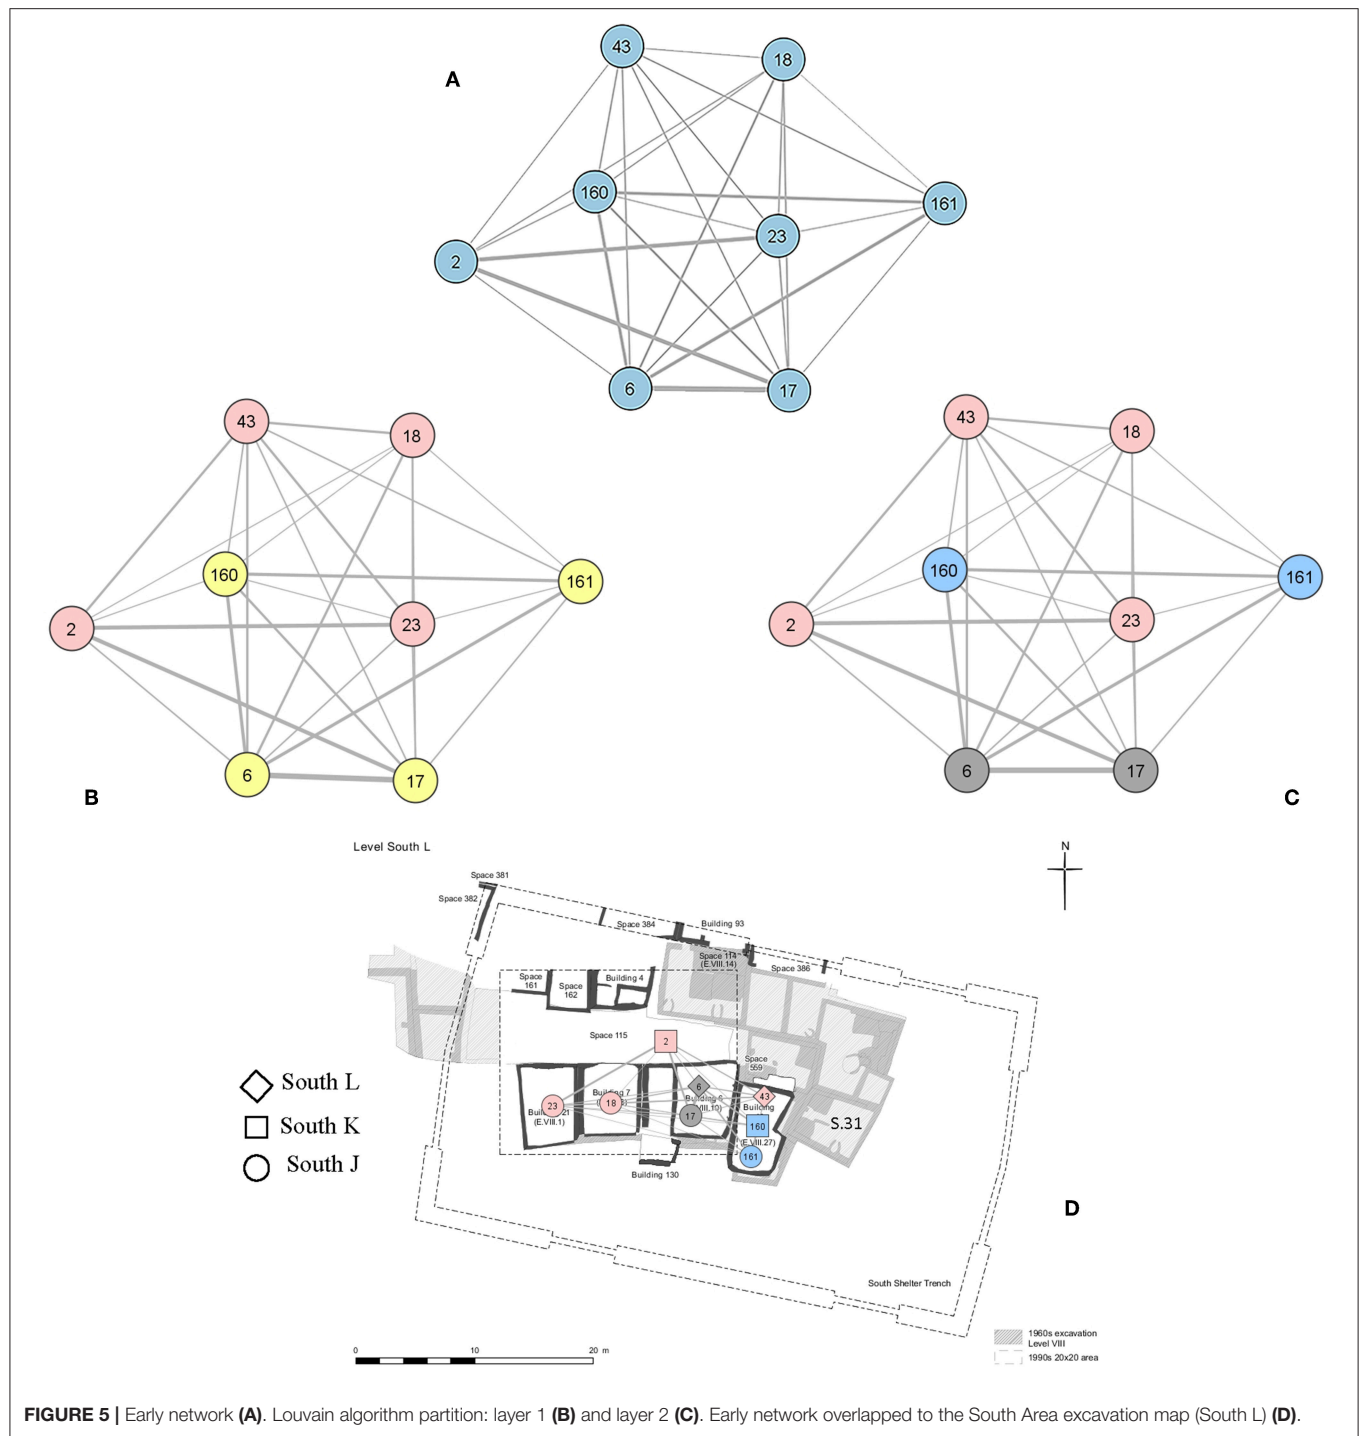 43
18
A
160
161
23
2
6
17
43
18
160
161
23
2
6
17
B
43
18
160
161
23
2
6
17
C
Level South L
N
Space 381
Space 382
Space 384
Building 93
Space 114
(E.VIII.14)
Space 386
Space
161
Space
162
Building 4
Space 115
2
Space
559
South L
South K
South J
23
(E.VIII.1)
18
6
17
43
Building
160
(E.VIII.27)
161
S.31
Building 130
D
South Shelter Trench
0 10 20 m
1960s excavation
Level VIII
1990s 20x20 area
FIGURE 5 | Early network (A). Louvain algorithm partition: layer 1 (B) and layer 2 (C). Early network overlapped to the South Area excavation map (South L) (D).